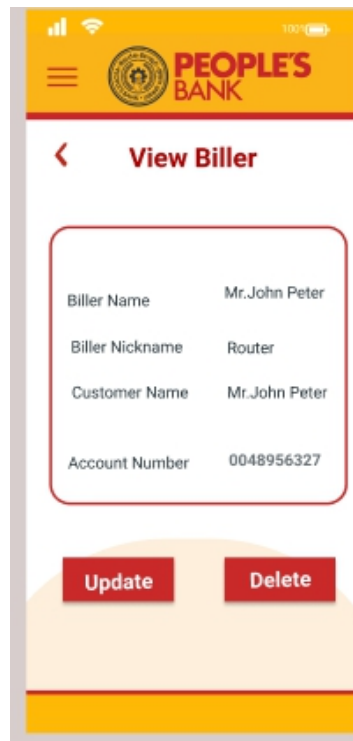 100%
PEOPLE'S
BANK
View Biller
Biller Name Mr.John Peter
Biller Nickname Router
Customer Name Mr.John Peter
Account Number 0048956327
Update Delete